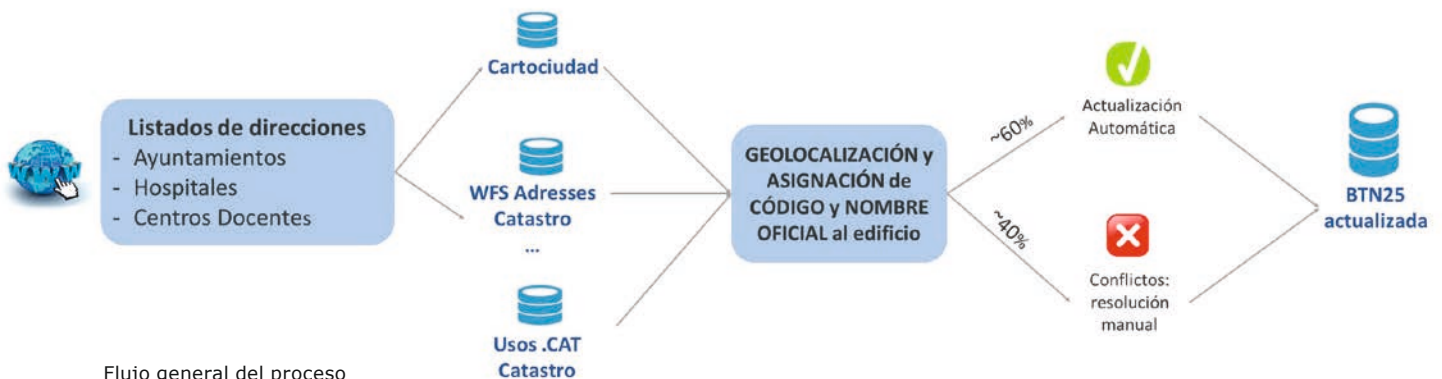 Listados de direcciones
- Ayuntamientos
- Hospitales
- Centros Docentes
Cartociudad
WFS Adresses
Catastro
...
Usos .CAT
Catastro
GEOLOCALIZACIÓN y
ASIGNACIÓN de
CÓDIGO y NOMBRE
OFICIAL al edificio
~60%
~40%
Actualización
Automática
Conflictos:
resolución
manual
BTN25
actualizada
Flujo general del proceso